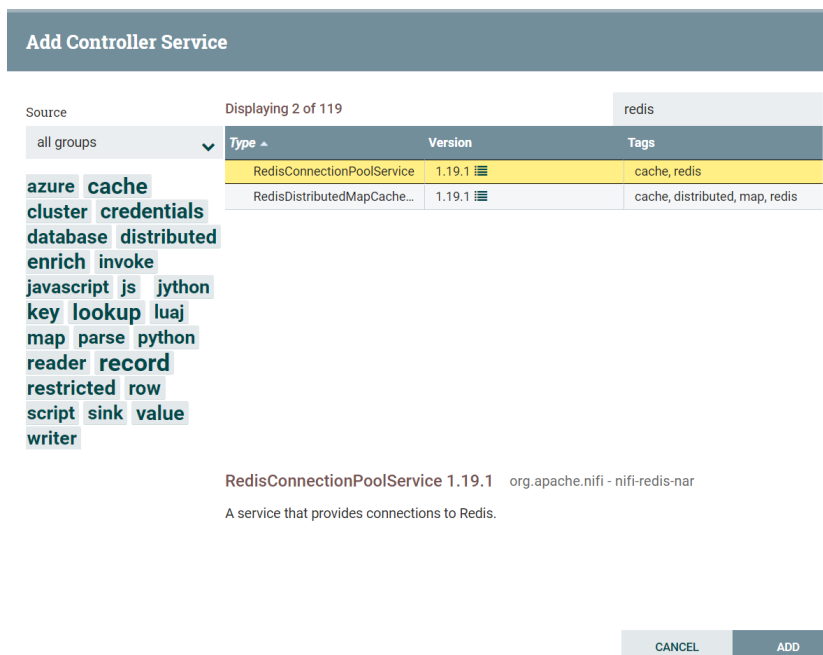 Add Controller Service
Source
Displaying 2 of 119
redis
all groups
Type Version Tags
RedisConnectionPoolService 1.19.1 cache, redis
RedisDistributedMapCache... 1.19.1 cache, distributed, map, redis
azure cache
cluster credentials
database distributed
enrich invoke
javascript js jython
key lookup luaj
map parse python
reader record
restricted row
script sink value
writer
RedisConnectionPoolService 1.19.1 org.apache.nifi - nifi-redis-nar
A service that provides connections to Redis.
CANCEL ADD